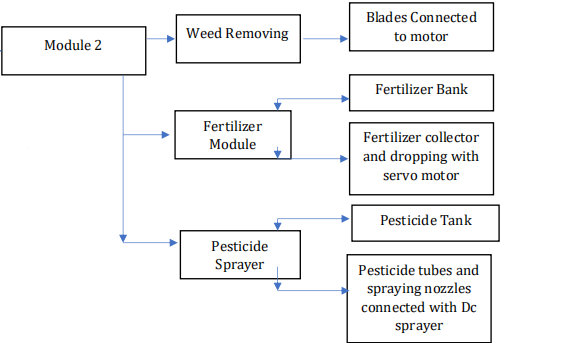 Module 2
Weed Removing
Blades Connected
to motor
Fertilizer Bank
Fertilizer
Module
Fertilizer collector
and dropping with
servo motor
Pesticide Tank
Pesticide
Sprayer
Pesticide tubes and
spraying nozzles
connected with Dc
sprayer